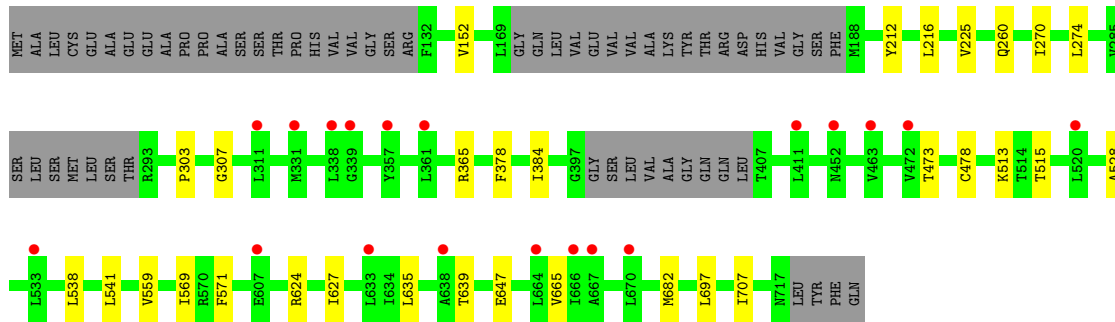 MET ALA LEU CYS GLU ALA GLU GLU ALA PRO PRO ALA SER SER THR PRO HIS VAL VAL GLY SER ARG F132 V152 L169 GLY GLN LEU VAL GLU VAL VAL ALA LYS TYR THR ARG ASP HIS VAL GLY SER PHE M188 Y212 L216 V225 Q260 I270 L274
SER LEU SER MET LEU SER THR R293 P303 G307 L311 M331 L338 G339 Y357 L361 R365 F378 I384 G397 GLY SER LEU VAL ALA GLY GLN GLN LEU T407 L411 N452 V463 V472 T473 C478 K513 T514 T515 L520 A528
L533 L538 L541 V559 I569 R570 F571 E607 R624 I627 L633 I634 L635 A638 T639 E647 L664 V665 I666 A667 L670 M682 L697 I707 N717 LEU TYR PHE GLN